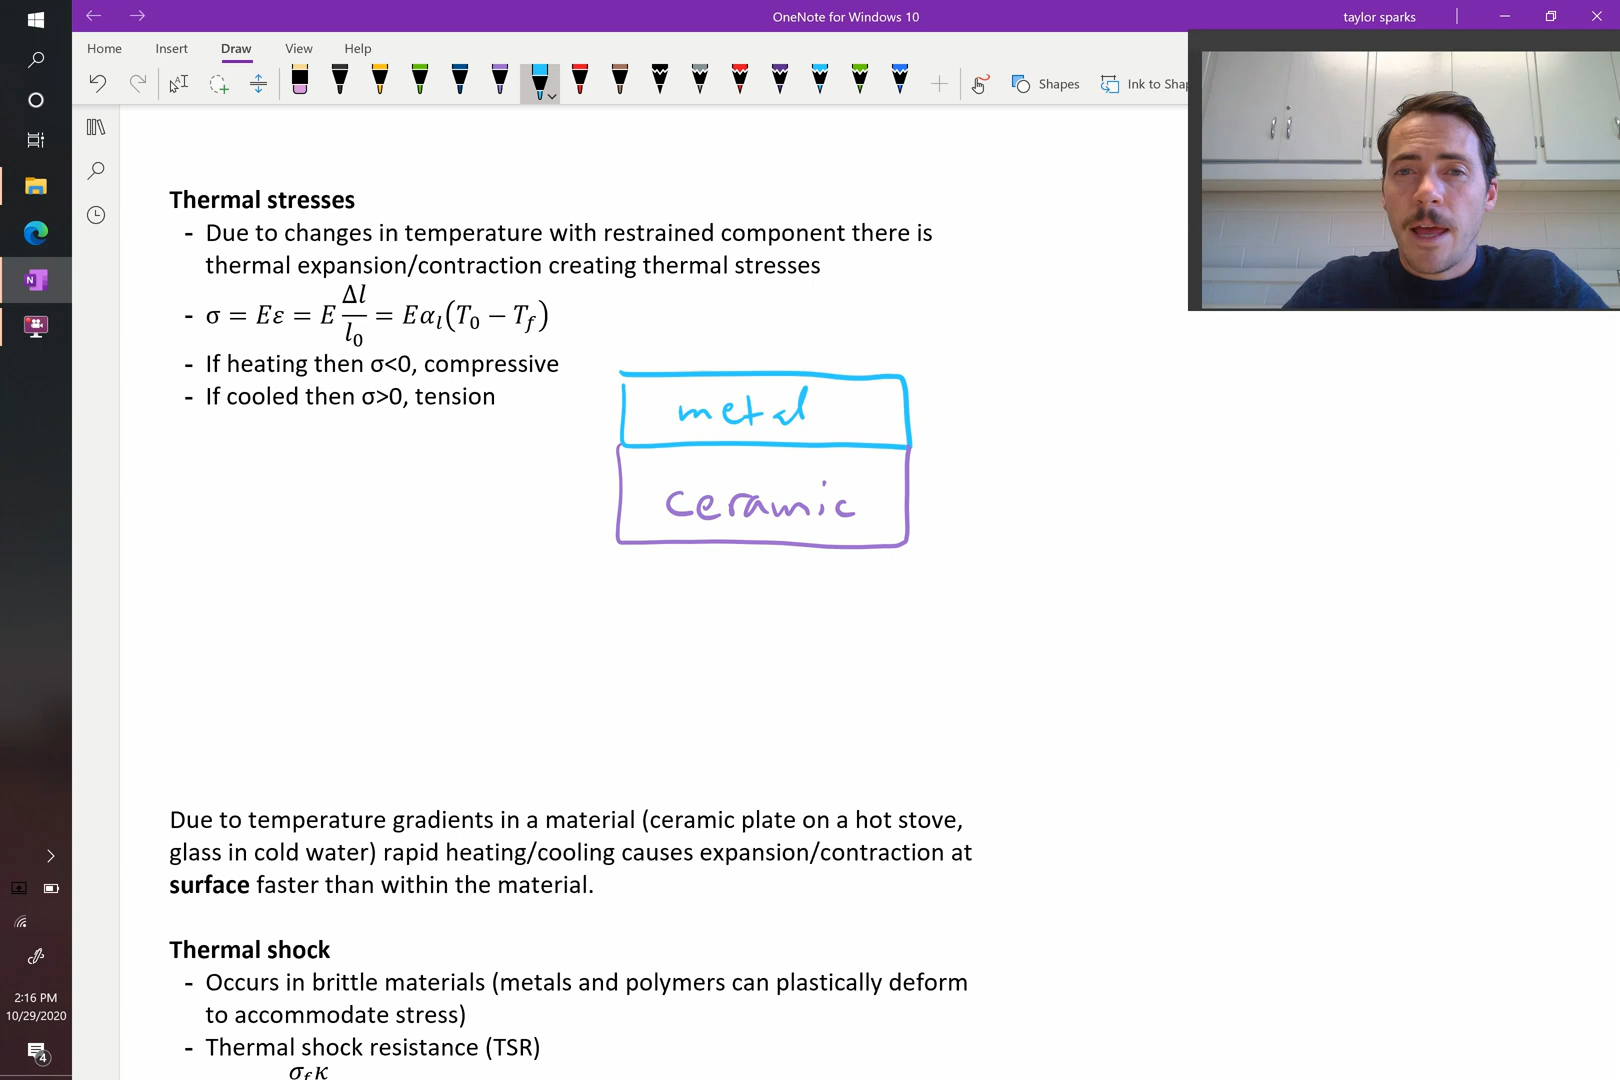 OneNote for Windows 10
taylor sparks
Home Insert Draw View Help
Shapes
Ink to Shap
Thermal stresses
- Due to changes in temperature with restrained component there is
thermal expansion/contraction creating thermal stresses
- σ = Eε = E Δl/l₀ = Eαₗ(T₀ − T_f)
- If heating then σ<0, compressive
- If cooled then σ>0, tension
metal
ceramic
Due to temperature gradients in a material (ceramic plate on a hot stove,
glass in cold water) rapid heating/cooling causes expansion/contraction at
surface faster than within the material.
Thermal shock
- Occurs in brittle materials (metals and polymers can plastically deform
to accommodate stress)
- Thermal shock resistance (TSR)
σ_f κ
2:16 PM
10/29/2020
4